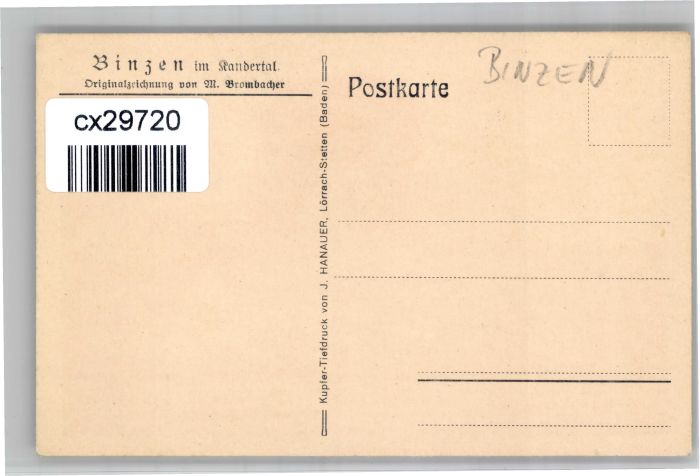 Binzen im Kandertal.
Originalzeichnung von M. Brombacher
cx29720
Kupfer-Tiefdruck von J. HANAUER, Lörrach-Stetten (Baden)
Postkarte
BINZEN